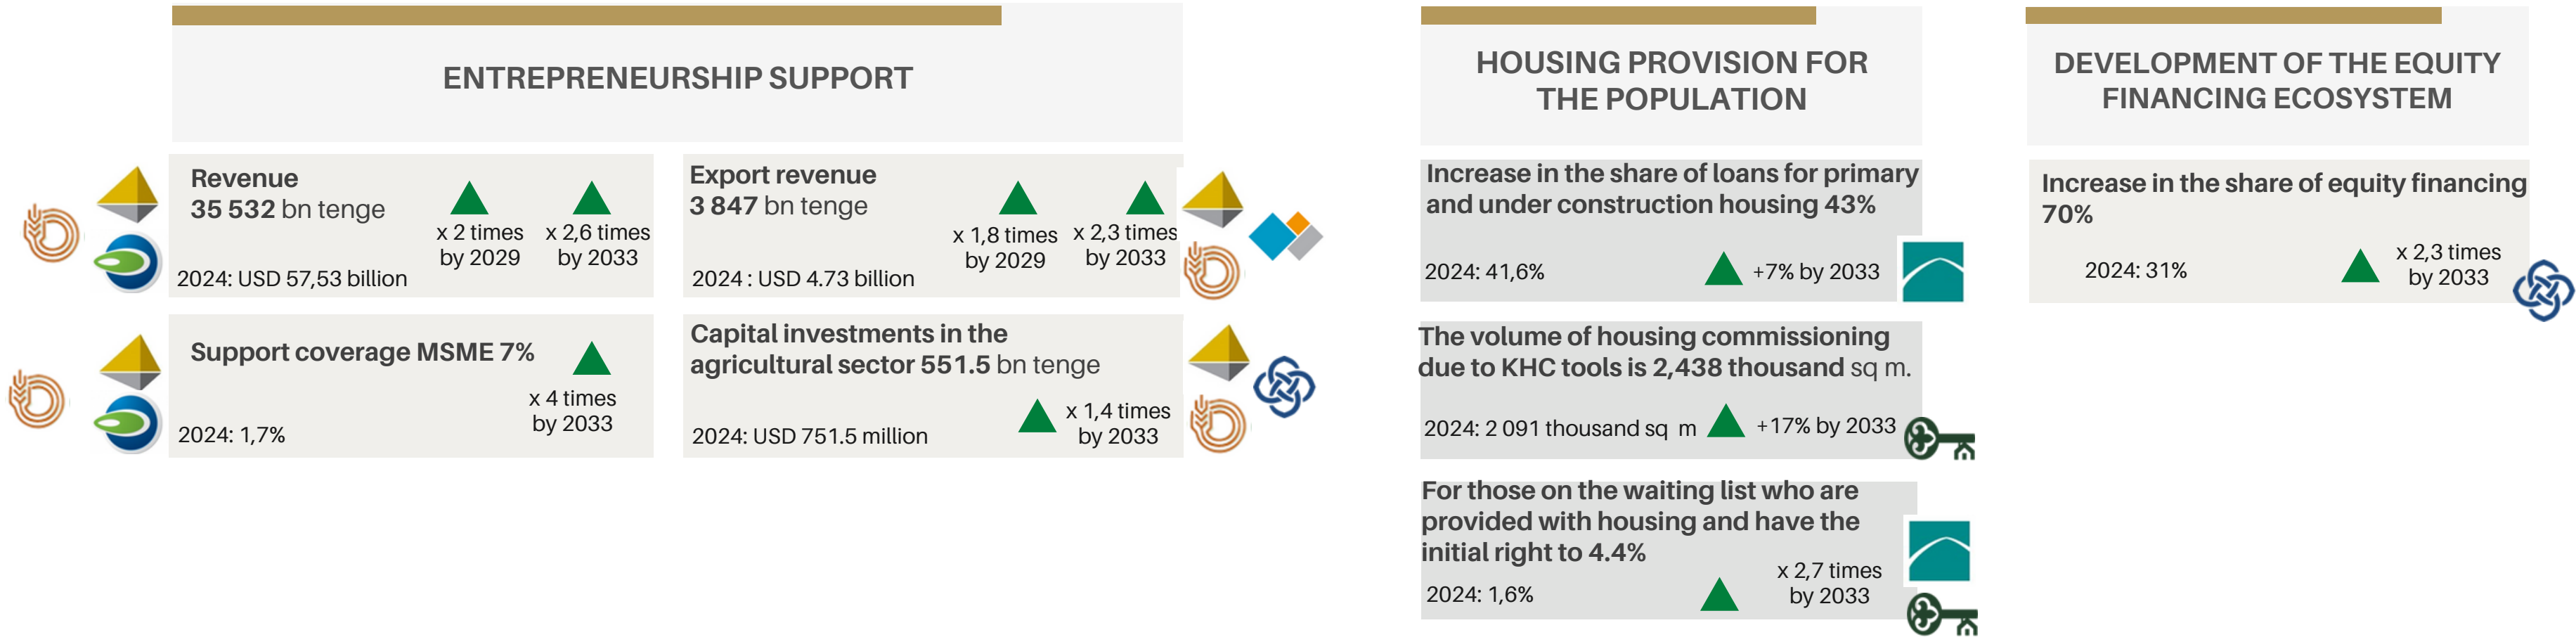 ENTREPRENEURSHIP SUPPORT
Revenue
35 532 bn tenge
x 2 times
by 2029
x 2,6 times
by 2033
2024: USD 57,53 billion
Export revenue
3 847 bn tenge
x 1,8 times
by 2029
x 2,3 times
by 2033
2024 : USD 4.73 billion
Support coverage MSME 7%
x 4 times
by 2033
2024: 1,7%
Capital investments in the
agricultural sector 551.5 bn tenge
x 1,4 times
by 2033
2024: USD 751.5 million
HOUSING PROVISION FOR
THE POPULATION
Increase in the share of loans for primary
and under construction housing 43%
2024: 41,6%
+7% by 2033
The volume of housing commissioning
due to KHC tools is 2,438 thousand sq m.
2024: 2 091 thousand sq m
+17% by 2033
For those on the waiting list who are
provided with housing and have the
initial right to 4.4%
2024: 1,6%
x 2,7 times
by 2033
DEVELOPMENT OF THE EQUITY
FINANCING ECOSYSTEM
Increase in the share of equity financing
70%
2024: 31%
x 2,3 times
by 2033